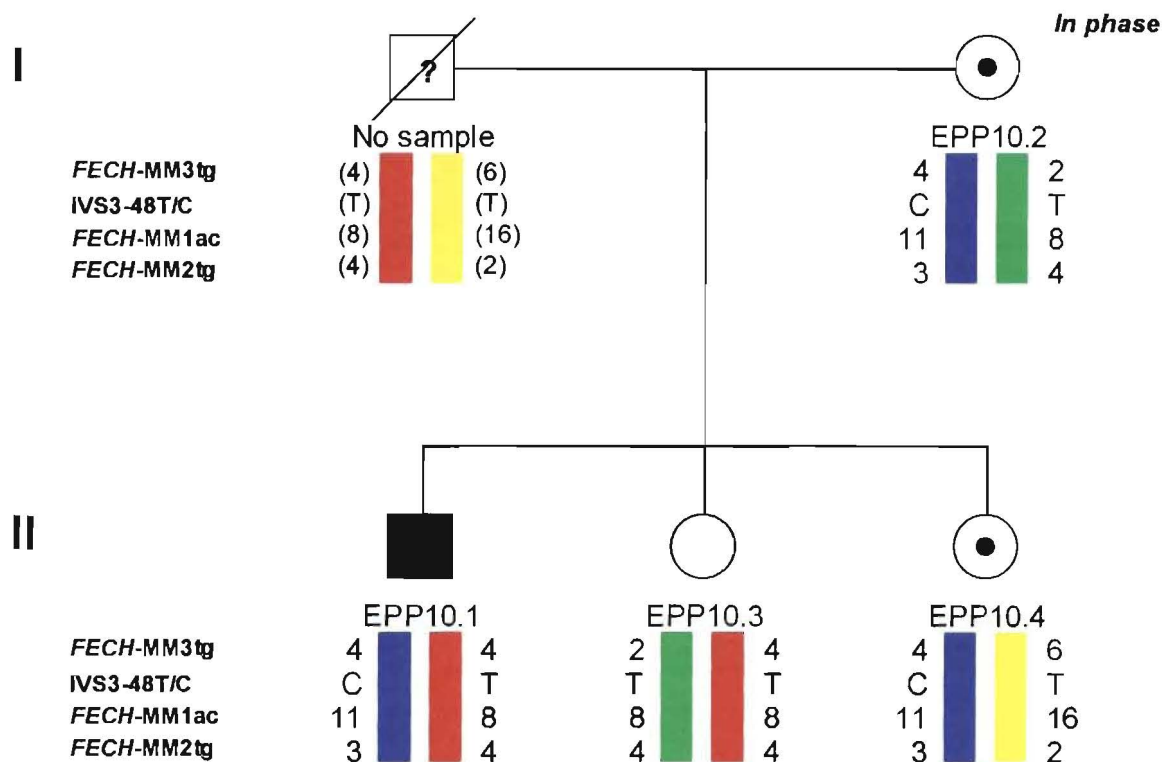 In phase
I
?
No sample EPP10.2
FECH-MM3tg (4) (6) 4 2
IVS3-48T/C (T) (T) C T
FECH-MM1ac (8) (16) 11 8
FECH-MM2tg (4) (2) 3 4
II
EPP10.1 EPP10.3 EPP10.4
FECH-MM3tg 4 4 2 4 4 6
IVS3-48T/C C T T T C T
FECH-MM1ac 11 8 8 8 11 16
FECH-MM2tg 3 4 4 4 3 2